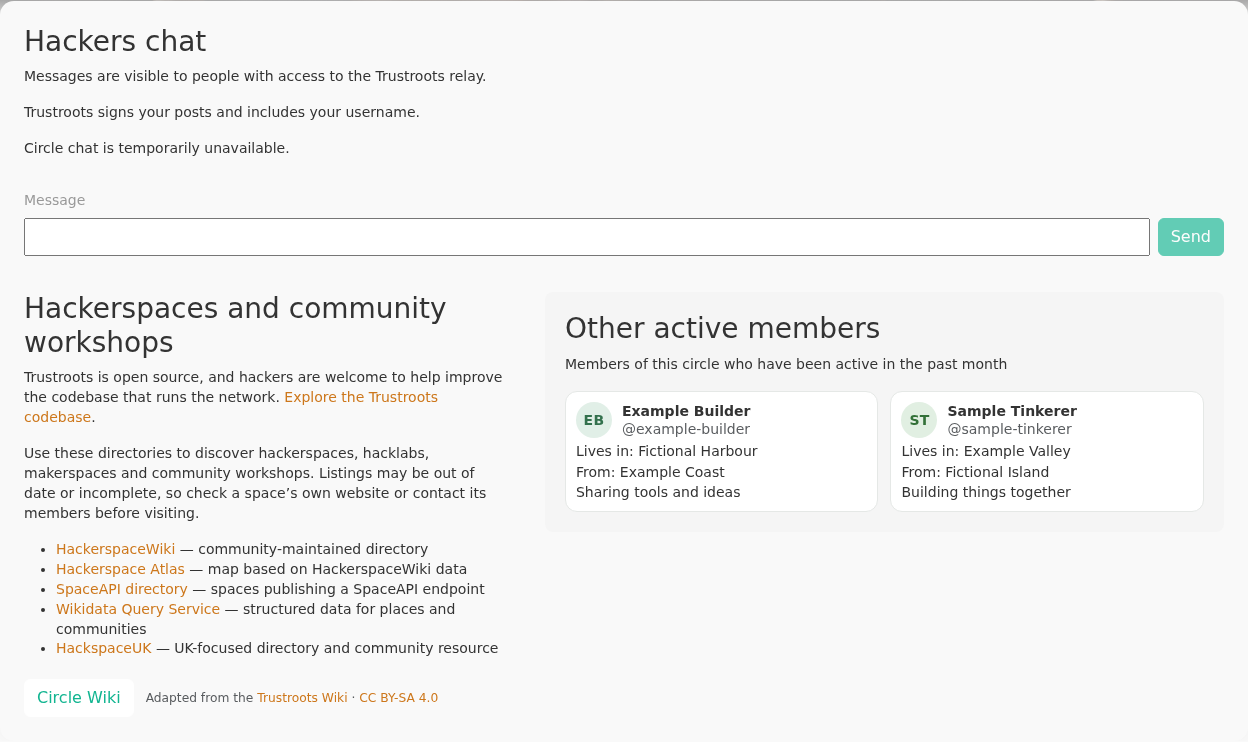 Hackers chat
Messages are visible to people with access to the Trustroots relay.
Trustroots signs your posts and includes your username.
Circle chat is temporarily unavailable.
Message
Send
Hackerspaces and community
workshops
Trustroots is open source, and hackers are welcome to help improve
the codebase that runs the network. Explore the Trustroots
codebase.
Use these directories to discover hackerspaces, hacklabs,
makerspaces and community workshops. Listings may be out of
date or incomplete, so check a space’s own website or contact its
members before visiting.
• HackerspaceWiki — community-maintained directory
• Hackerspace Atlas — map based on HackerspaceWiki data
• SpaceAPI directory — spaces publishing a SpaceAPI endpoint
• Wikidata Query Service — structured data for places and
communities
• HackspaceUK — UK-focused directory and community resource
Circle Wiki
Adapted from the Trustroots Wiki · CC BY-SA 4.0
Other active members
Members of this circle who have been active in the past month
EB
Example Builder
@example-builder
Lives in: Fictional Harbour
From: Example Coast
Sharing tools and ideas
ST
Sample Tinkerer
@sample-tinkerer
Lives in: Example Valley
From: Fictional Island
Building things together